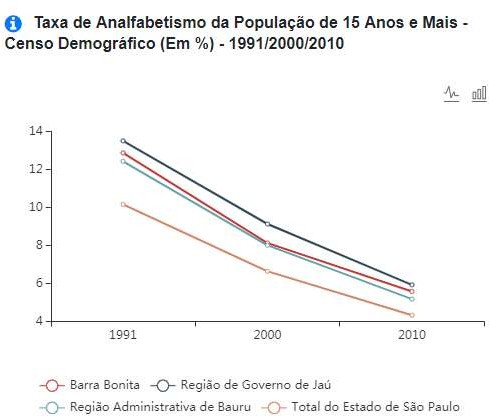 Taxa de Analfabetismo da População de 15 Anos e Mais -
Censo Demográfico (Em %) - 1991/2000/2010
14
12
10
8
6
4
1991 2000 2010
Barra Bonita Região de Governo de Jaú
Região Administrativa de Bauru Total do Estado de São Paulo